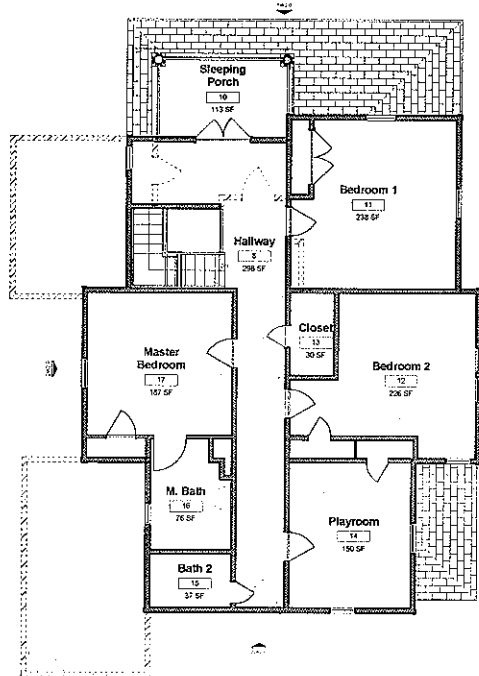 Sleeping
Porch
10
113 SF
Bedroom 1
11
238 SF
Hallway
298 SF
Closet
13
30 SF
Master
Bedroom
17
187 SF
Bedroom 2
12
226 SF
M. Bath
16
76 SF
Playroom
14
150 SF
Bath 2
15
37 SF